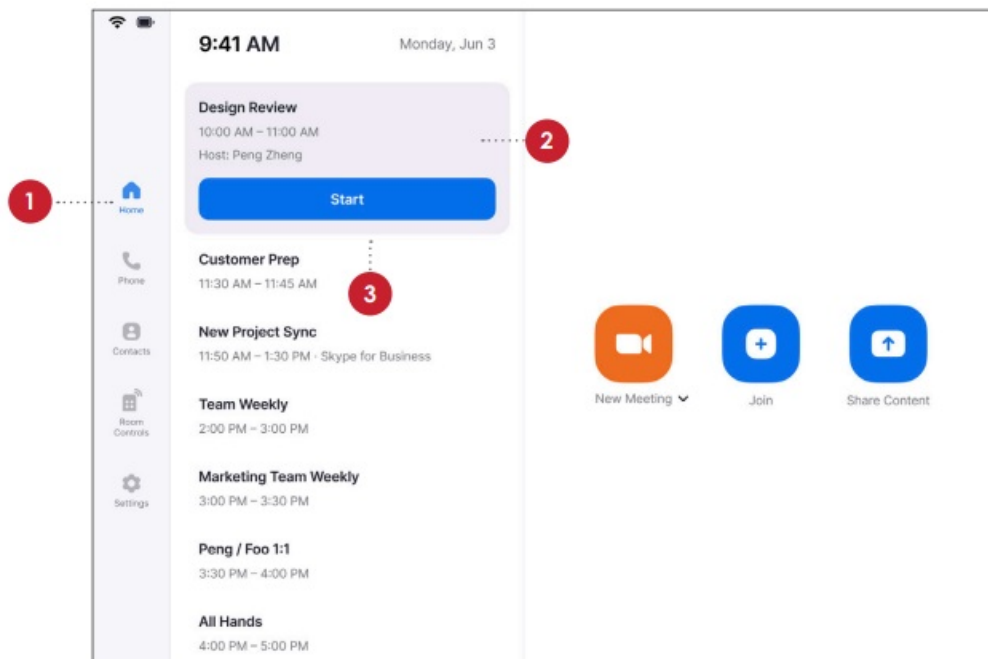 9:41 AM
Monday, Jun 3
Design Review
10:00 AM – 11:00 AM
Host: Peng Zheng
2
1
Home
Start
Phone
Customer Prep
11:30 AM – 11:45 AM
3
Contacts
New Project Sync
11:50 AM – 1:30 PM · Skype for Business
New Meeting
Join
Share Content
Room
Controls
Team Weekly
2:00 PM – 3:00 PM
Settings
Marketing Team Weekly
3:00 PM – 3:30 PM
Peng / Foo 1:1
3:30 PM – 4:00 PM
All Hands
4:00 PM – 5:00 PM